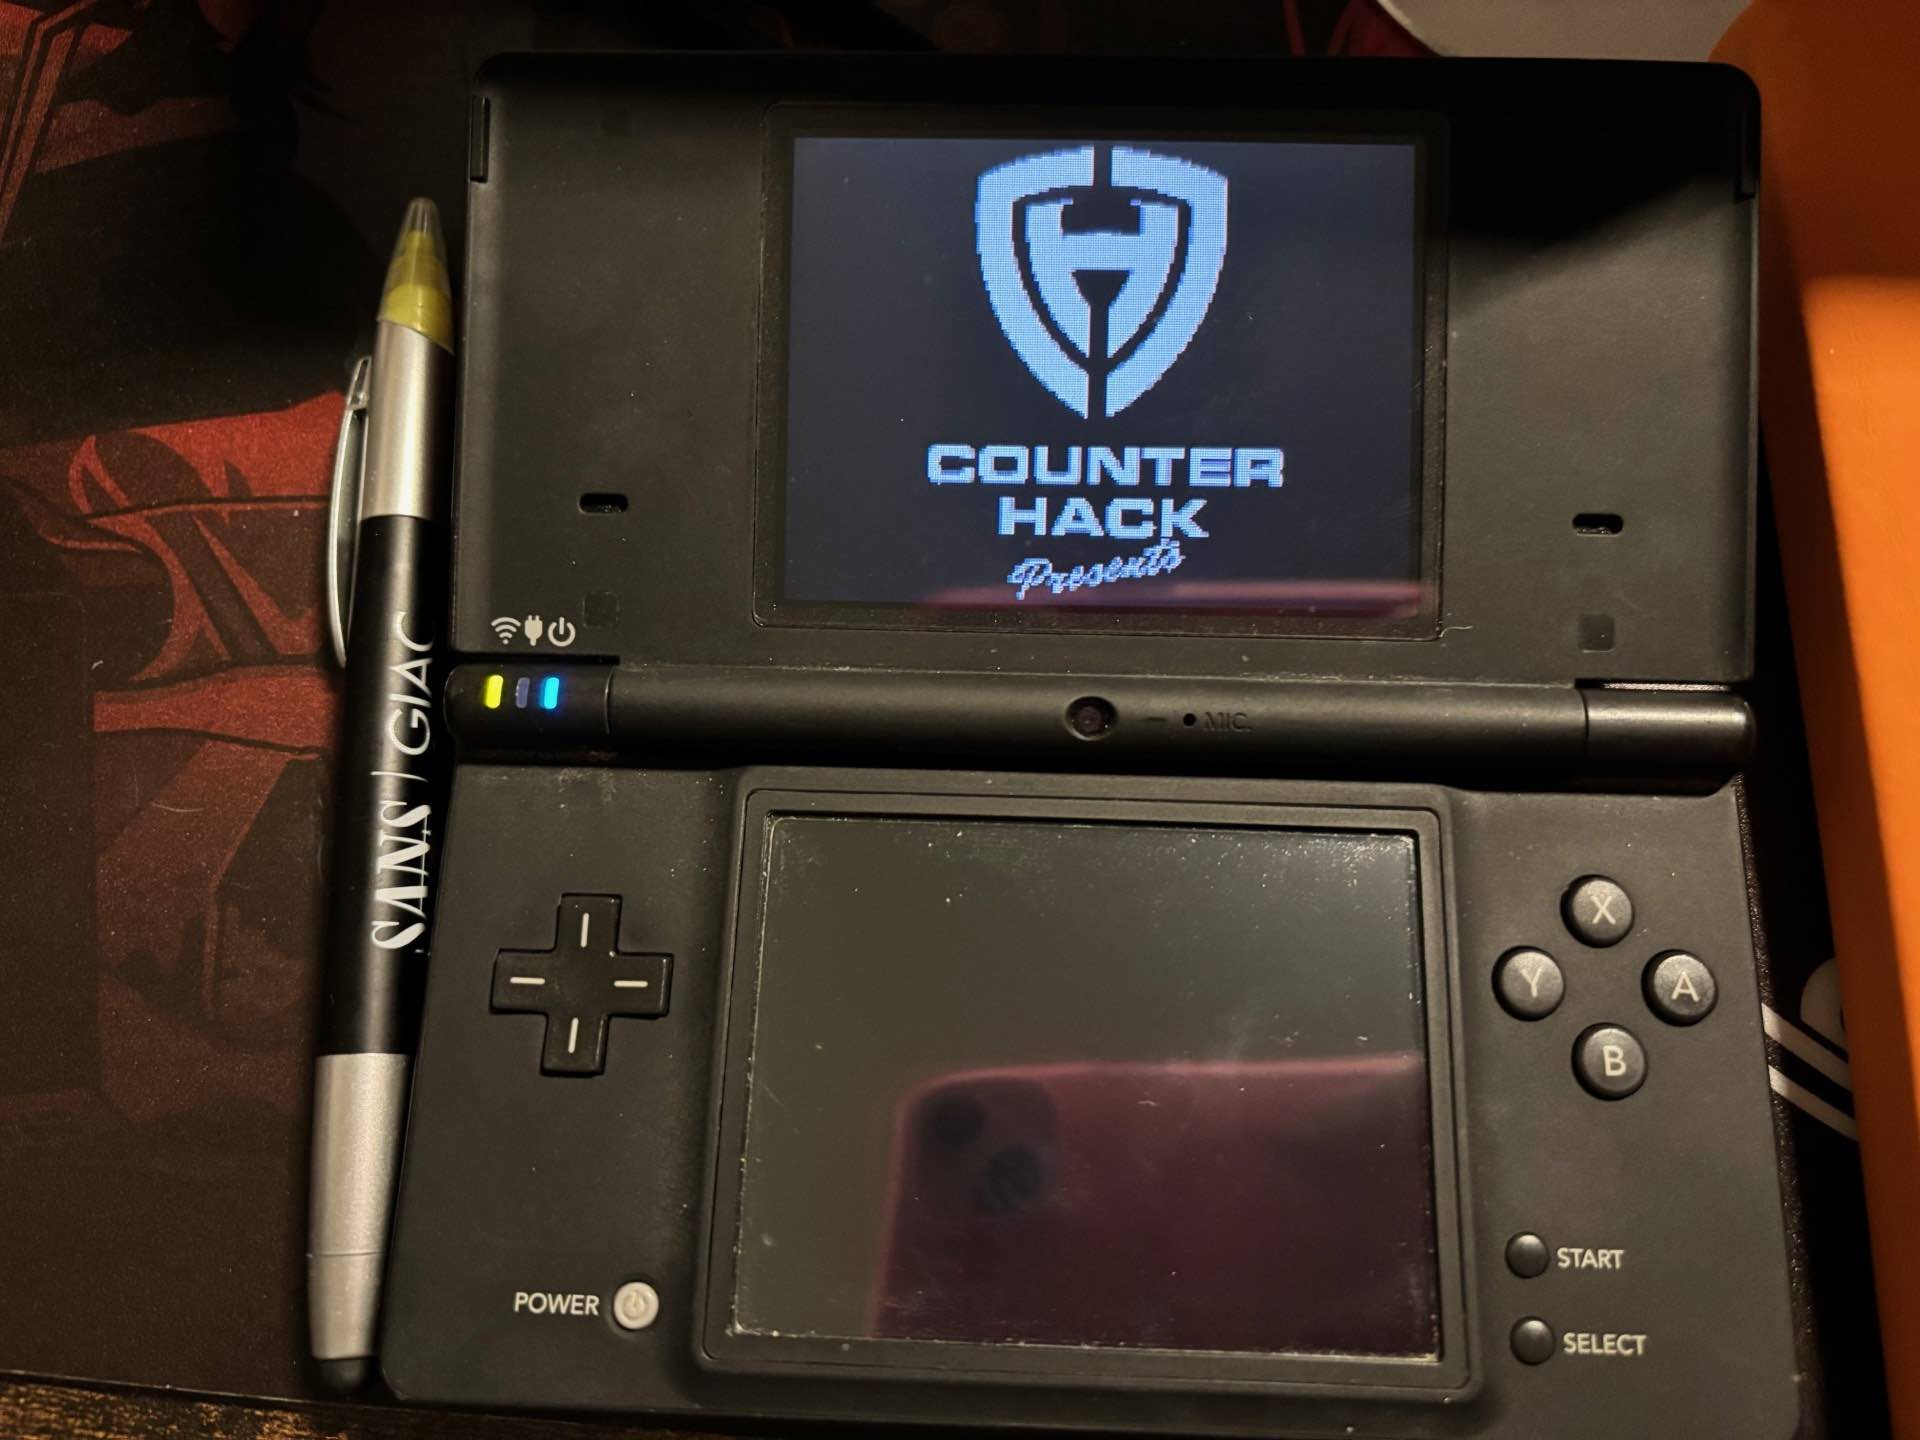 COUNTER
HACK
Presents
MIC.
SANS | GIAC
X
Y
A
B
START
SELECT
POWER